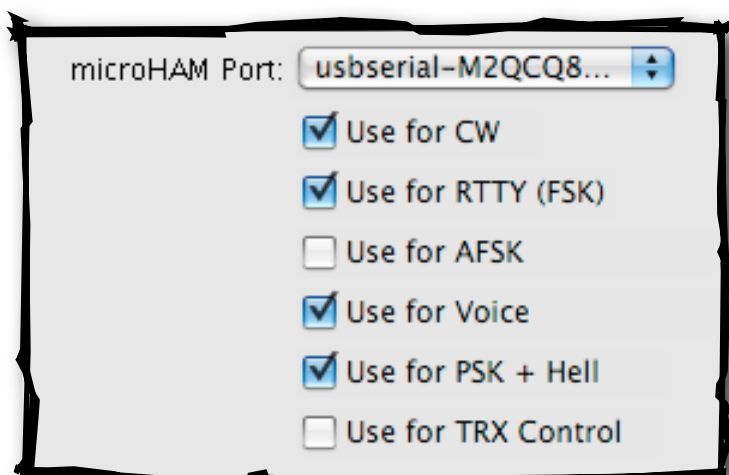 microHAM Port: usbserial-M2QCQ8...
Use for CW
Use for RTTY (FSK)
Use for AFSK
Use for Voice
Use for PSK + Hell
Use for TRX Control